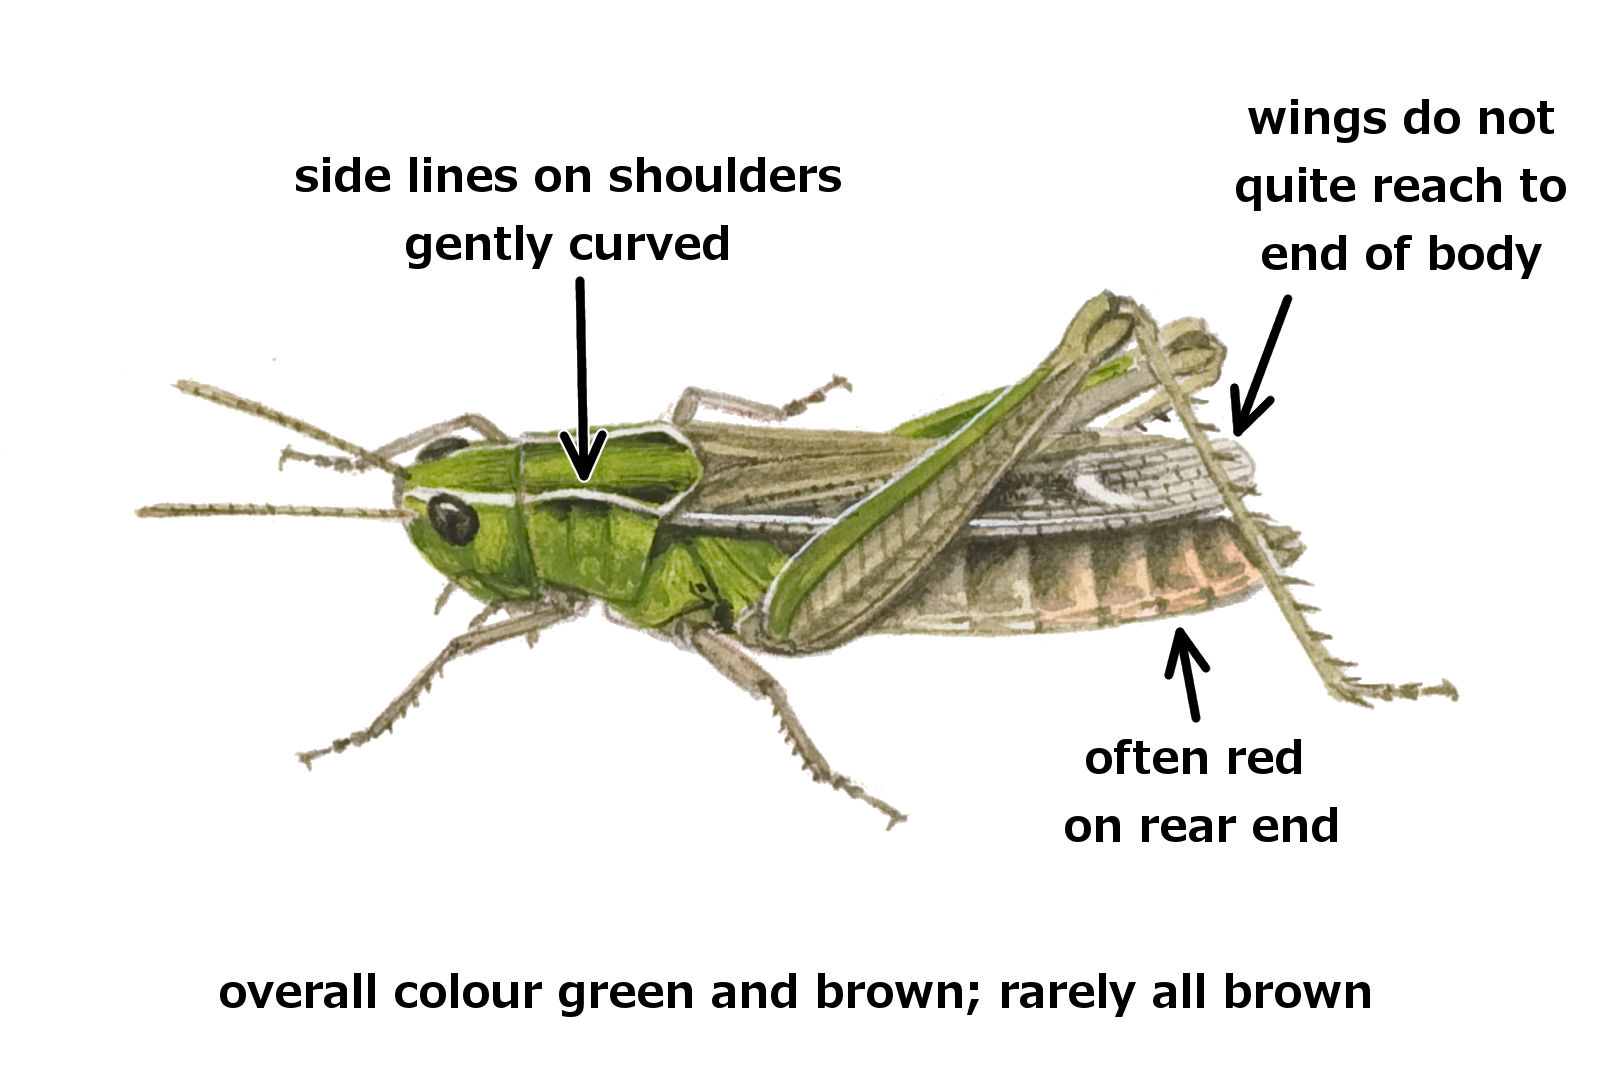 side lines on shoulders
gently curved
wings do not
quite reach to
end of body
often red
on rear end
overall colour green and brown; rarely all brown